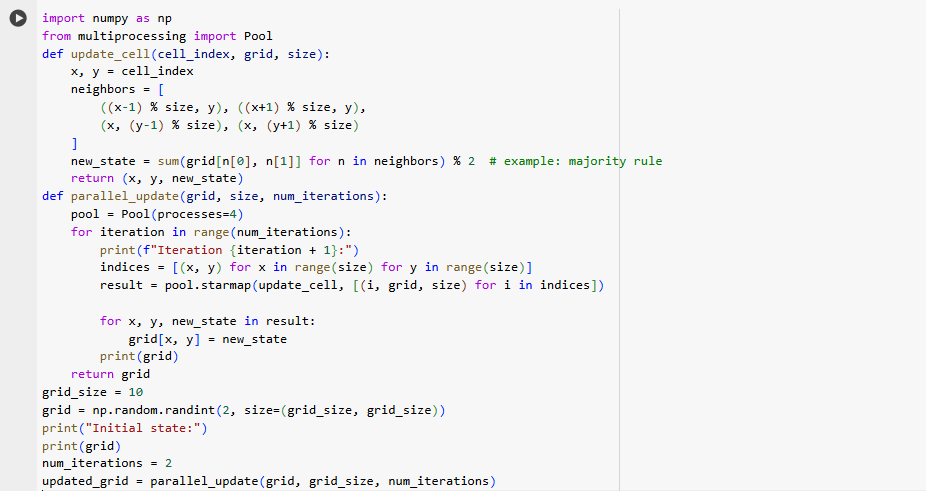 import numpy as np
from multiprocessing import Pool
def update_cell(cell_index, grid, size):
    x, y = cell_index
    neighbors = [
        ((x-1) % size, y), ((x+1) % size, y),
        (x, (y-1) % size), (x, (y+1) % size)
    ]
    new_state = sum(grid[n[0], n[1]] for n in neighbors) % 2  # example: majority rule
    return (x, y, new_state)
def parallel_update(grid, size, num_iterations):
    pool = Pool(processes=4)
    for iteration in range(num_iterations):
        print(f"Iteration {iteration + 1}:")
        indices = [(x, y) for x in range(size) for y in range(size)]
        result = pool.starmap(update_cell, [(i, grid, size) for i in indices])

        for x, y, new_state in result:
            grid[x, y] = new_state
        print(grid)
    return grid
grid_size = 10
grid = np.random.randint(2, size=(grid_size, grid_size))
print("Initial state:")
print(grid)
num_iterations = 2
updated_grid = parallel_update(grid, grid_size, num_iterations)